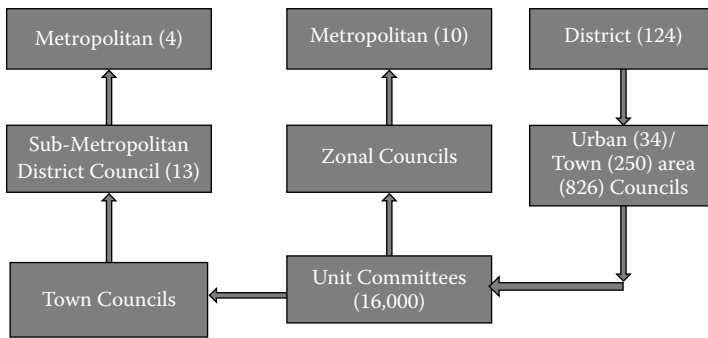 Metropolitan (4)
Metropolitan (10)
District (124)
Sub-Metropolitan
District Council (13)
Zonal Councils
Urban (34)/
Town (250) area
(826) Councils
Town Councils
Unit Committees
(16,000)